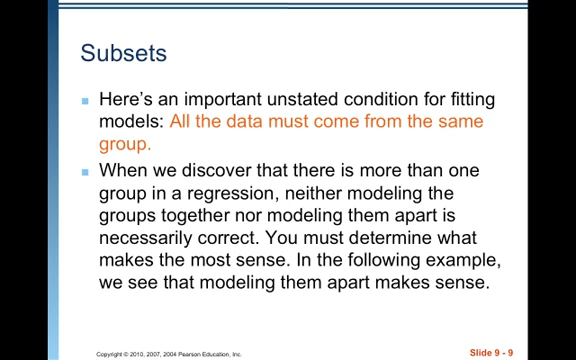 Subsets
Here's an important unstated condition for fitting
models: All the data must come from the same
group.
When we discover that there is more than one
group in a regression, neither modeling the
groups together nor modeling them apart is
necessarily correct. You must determine what
makes the most sense. In the following example,
we see that modeling them apart makes sense.
Copyright © 2010, 2007, 2004 Pearson Education, Inc.
Slide 9 - 9